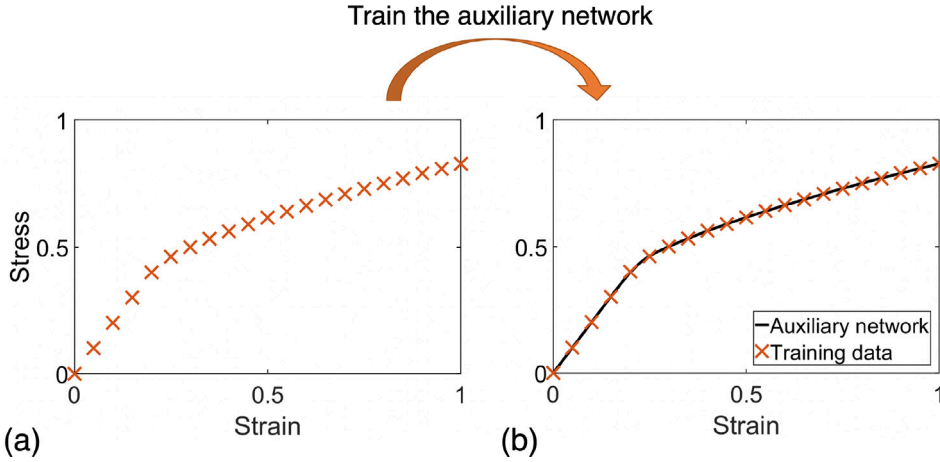 Train the auxiliary network
1
0.5
0
Stress
0
0.5
1
Strain
(a)
1
0.5
0
Auxiliary network
Training data
0
0.5
1
Strain
(b)